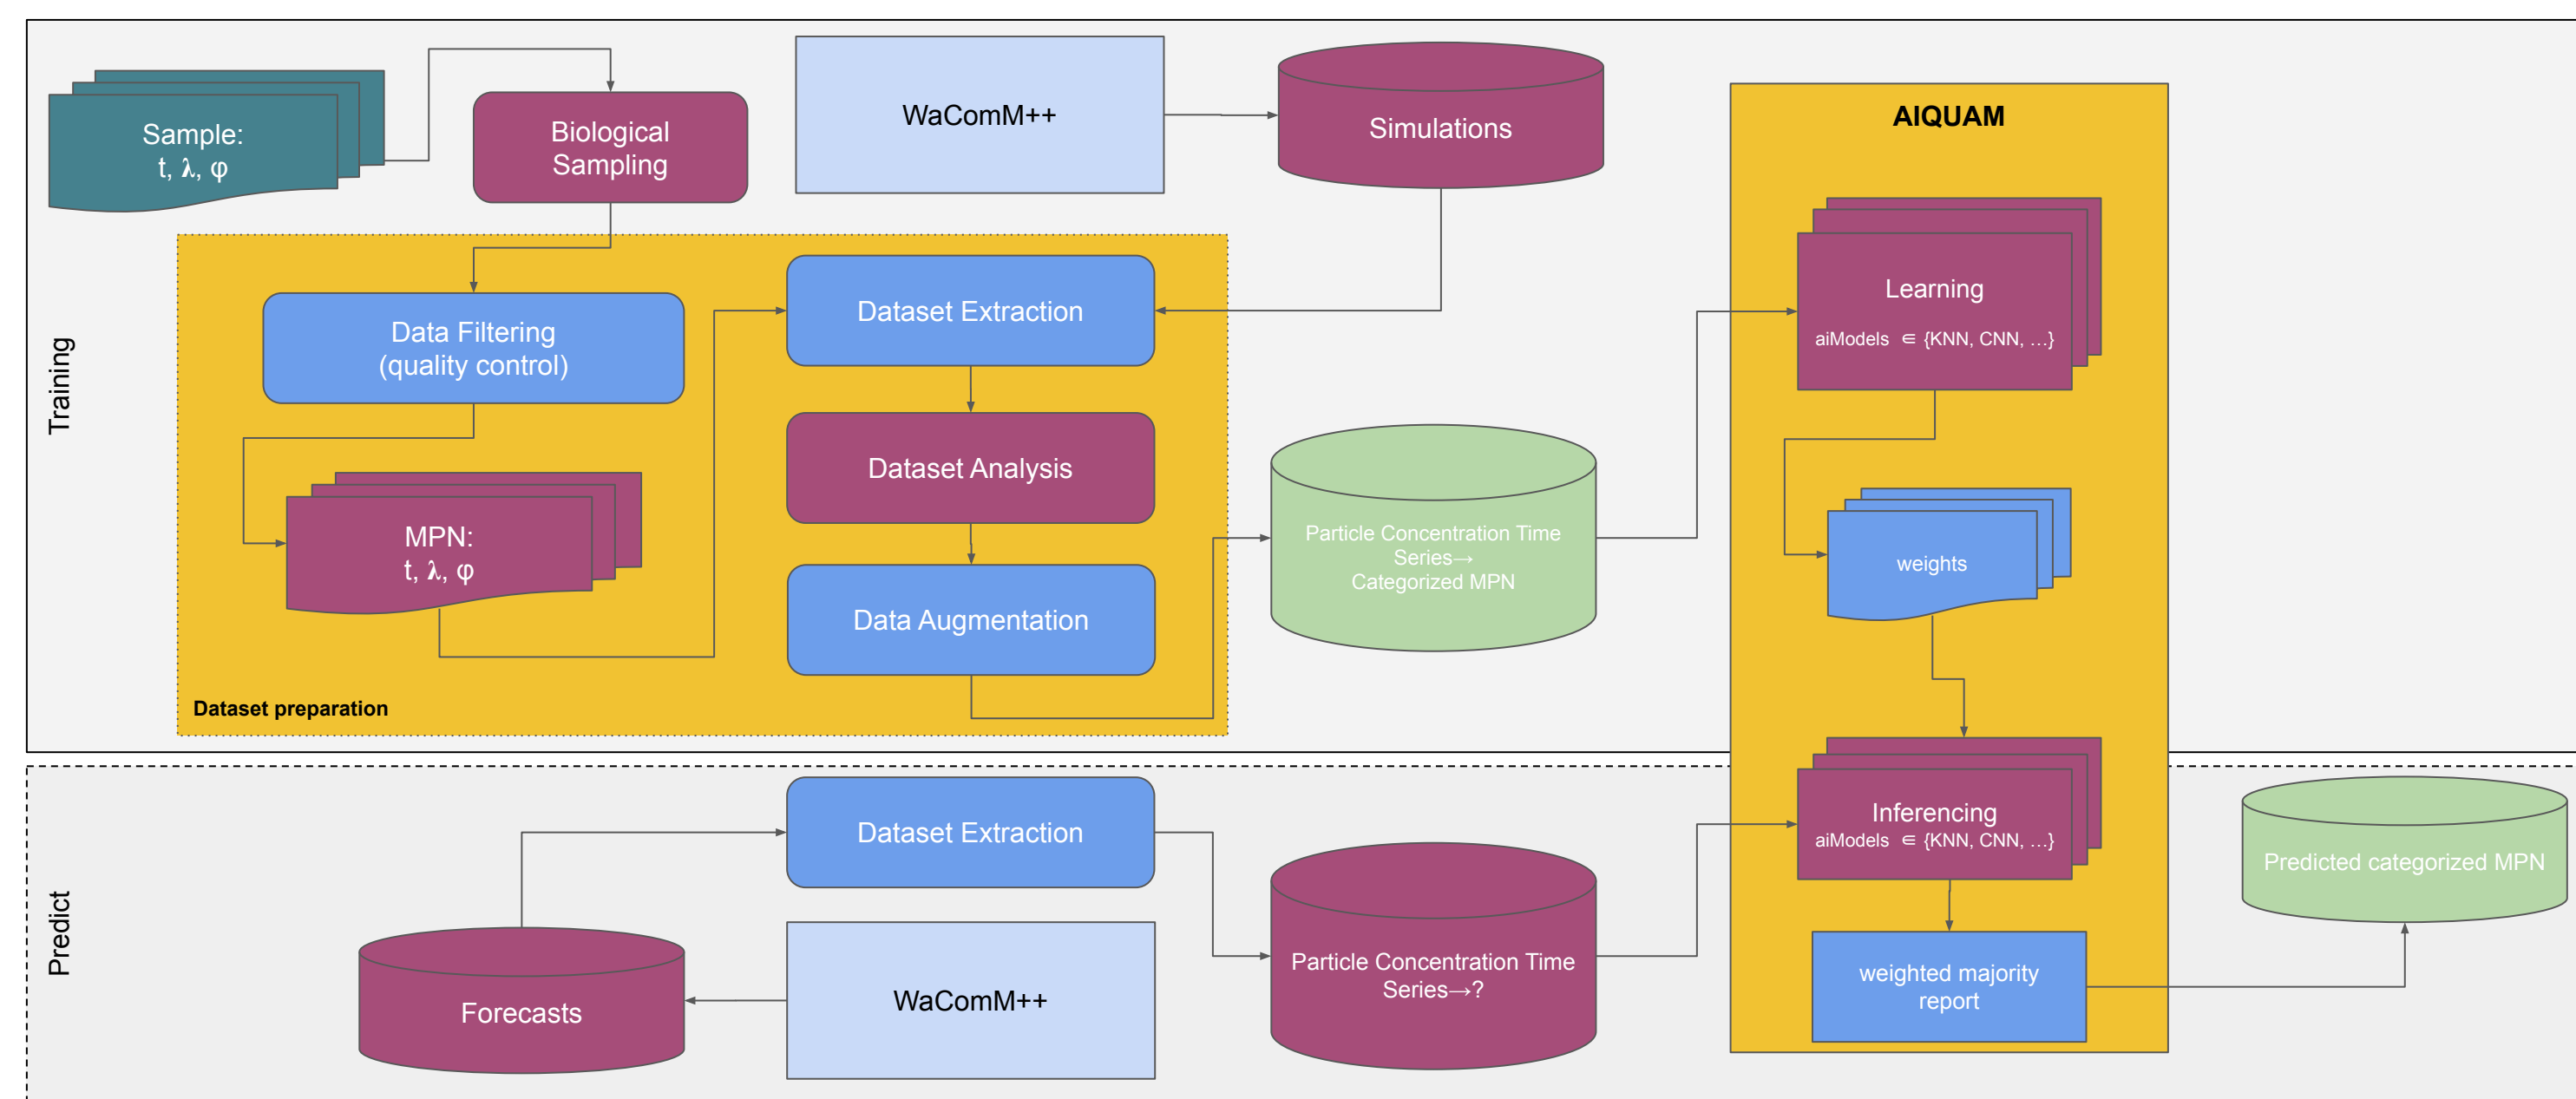 Training
Sample:
t, λ, φ
Biological
Sampling
WaComM++
Simulations
Data Filtering
(quality control)
MPN:
t, λ, φ
Dataset Extraction
Dataset Analysis
Data Augmentation
Dataset preparation
Particle Concentration Time
Series→
Categorized MPN
AIQUAM
Learning
aiModels ∈ {KNN, CNN, ...}
weights
Predict
Forecasts
Dataset Extraction
WaComM++
Particle Concentration Time
Series→?
Inferencing
aiModels ∈ {KNN, CNN, ...}
weighted majority
report
Predicted categorized MPN